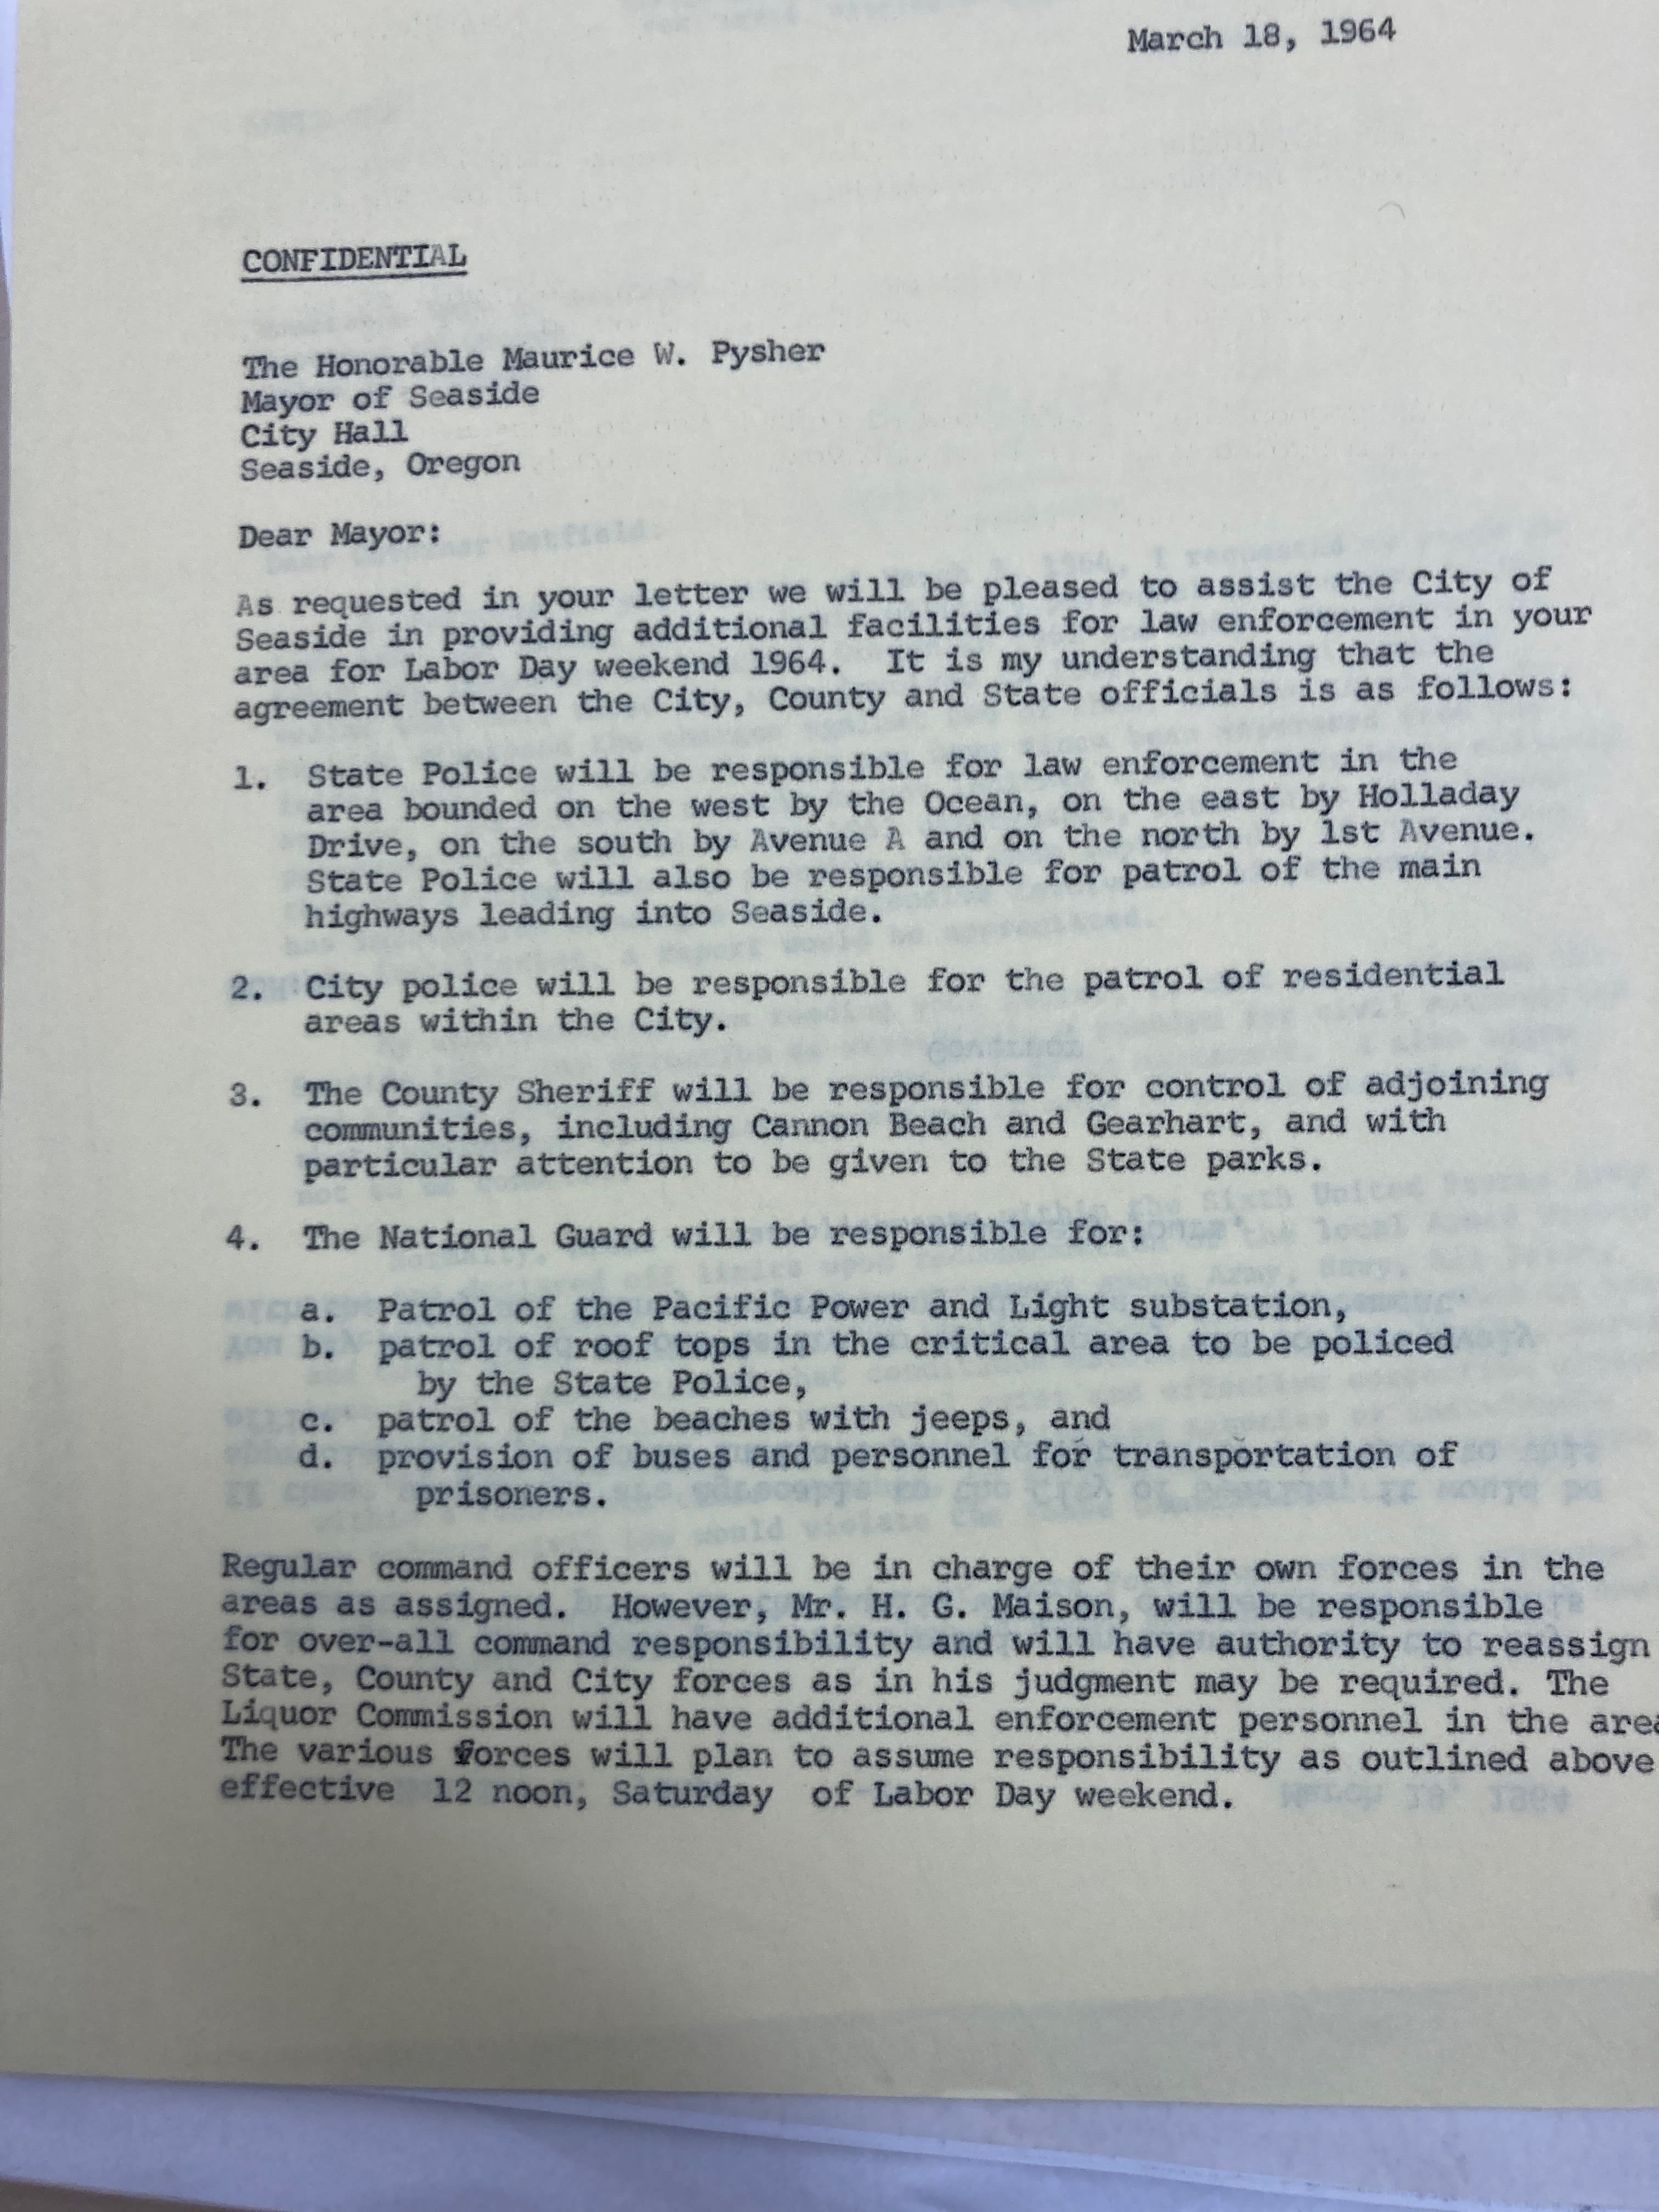 March 18, 1964
CONFIDENTIAL
The Honorable Maurice W. Pysher
Mayor of Seaside
City Hall
Seaside, Oregon
Dear Mayor:
As requested in your letter we will be pleased to assist the City of
Seaside in providing additional facilities for law enforcement in your
area for Labor Day weekend 1964. It is my understanding that the
agreement between the City, County and State officials is as follows:
1. State Police will be responsible for law enforcement in the
area bounded on the west by the Ocean, on the east by Holladay
Drive, on the south by Avenue A and on the north by 1st Avenue.
State Police will also be responsible for patrol of the main
highways leading into Seaside.
2. City police will be responsible for the patrol of residential
areas within the City.
3. The County Sheriff will be responsible for control of adjoining
communities, including Cannon Beach and Gearhart, and with
particular attention to be given to the State parks.
4. The National Guard will be responsible for:
a. Patrol of the Pacific Power and Light substation,
b. patrol of roof tops in the critical area to be policed
by the State Police,
c. patrol of the beaches with jeeps, and
d. provision of buses and personnel for transportation of
prisoners.
Regular command officers will be in charge of their own forces in the
areas as assigned. However, Mr. H. G. Maison, will be responsible
for over-all command responsibility and will have authority to reassign
State, County and City forces as in his judgment may be required. The
Liquor Commission will have additional enforcement personnel in the area
The various forces will plan to assume responsibility as outlined above
effective 12 noon, Saturday of Labor Day weekend.